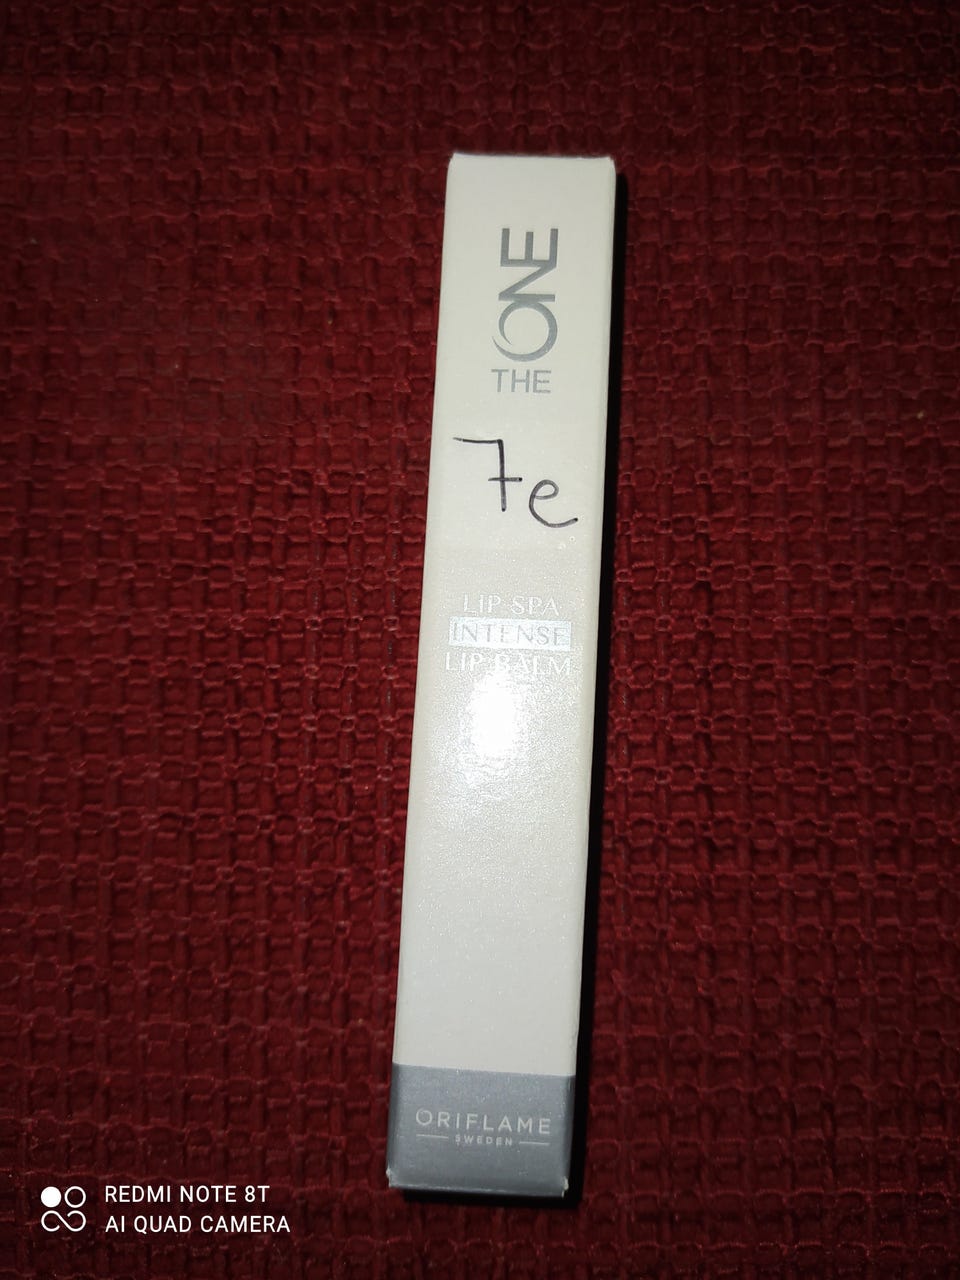 THE ONE
7e
LIP SPA
INTENSE
LIP BALM
ORIFLAME
SWEDEN
REDMI NOTE 8T
AI QUAD CAMERA